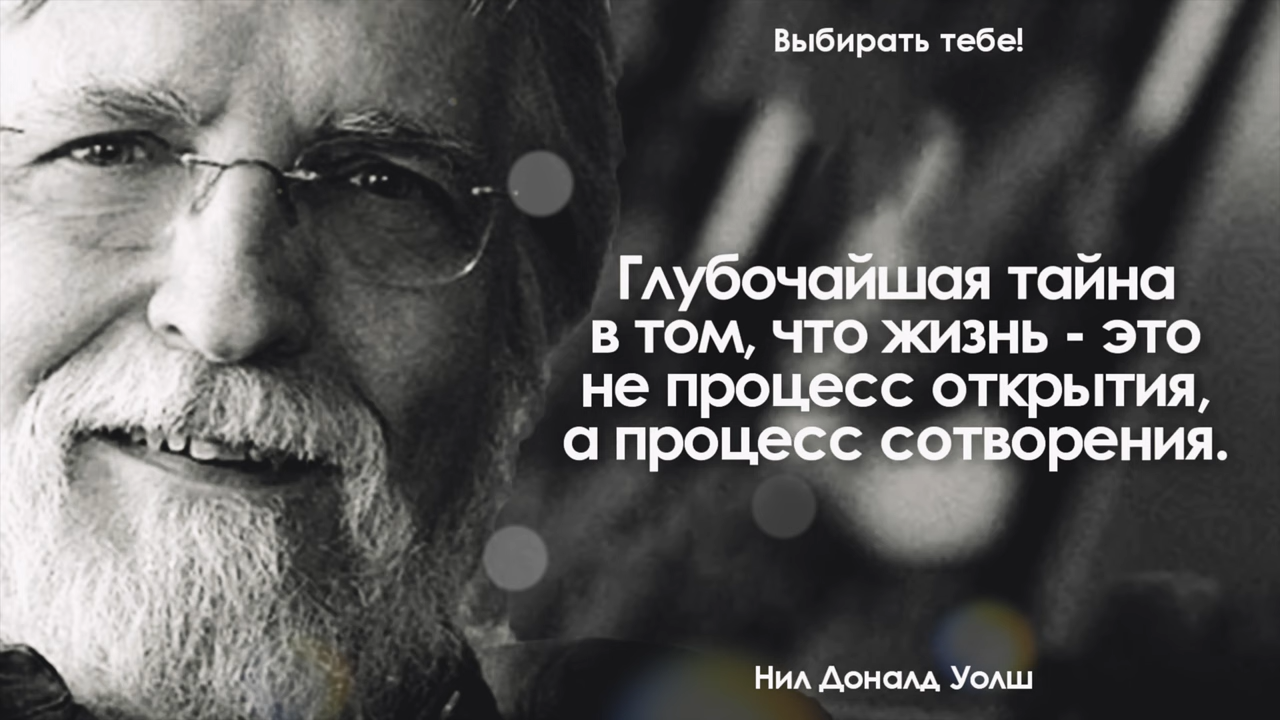 Выбирать тебе!
Глубочайшая тайна
в том, что жизнь - это
не процесс открытия,
а процесс сотворения.
Нил Доналд Уолш